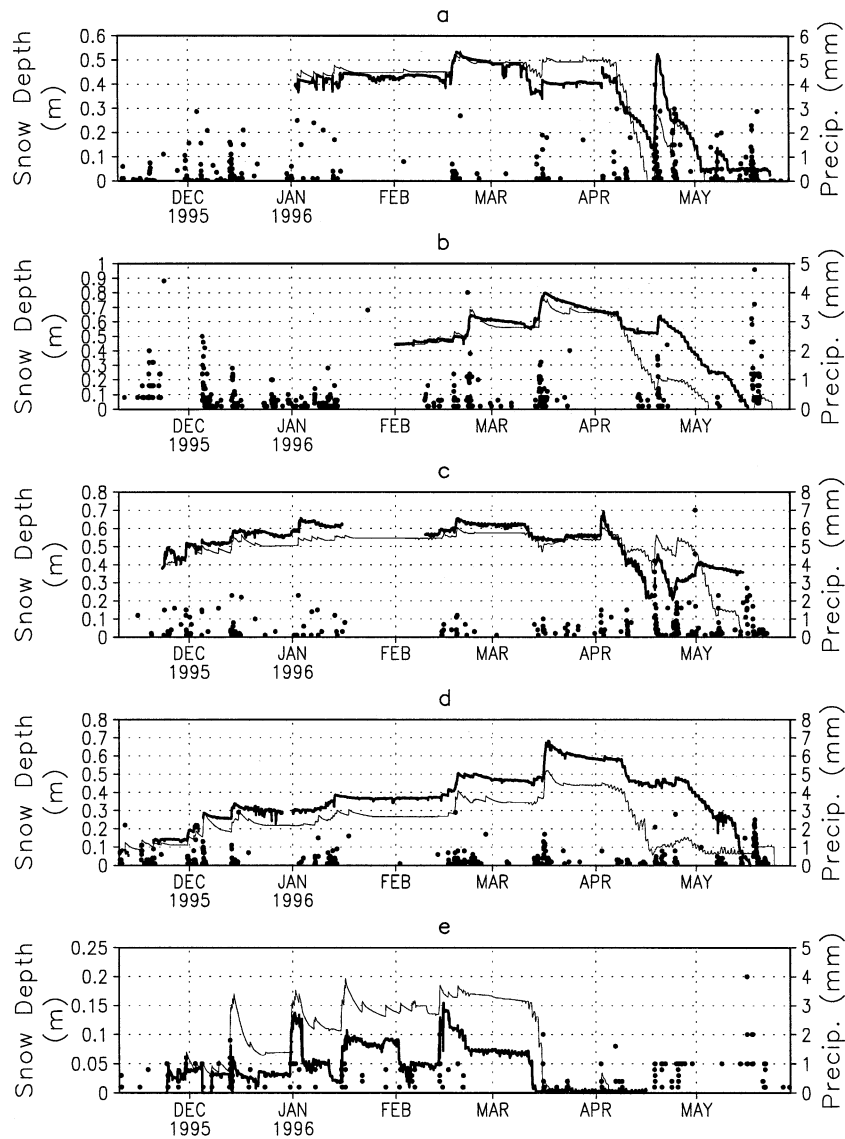 a
Snow Depth
(m)
0.6
0.5
0.4
0.3
0.2
0.1
0
6
5
4
3
2
1
0
Precip. (mm)
DEC
1995
JAN
1996
FEB
MAR
APR
MAY
b
Snow Depth
(m)
1
0.9
0.8
0.7
0.6
0.5
0.4
0.3
0.2
0.1
0
5
4
3
2
1
0
Precip. (mm)
DEC
1995
JAN
1996
FEB
MAR
APR
MAY
c
Snow Depth
(m)
0.8
0.7
0.6
0.5
0.4
0.3
0.2
0.1
0
8
7
6
5
4
3
2
1
0
Precip. (mm)
DEC
1995
JAN
1996
FEB
MAR
APR
MAY
d
Snow Depth
(m)
0.8
0.7
0.6
0.5
0.4
0.3
0.2
0.1
0
8
7
6
5
4
3
2
1
0
Precip. (mm)
DEC
1995
JAN
1996
FEB
MAR
APR
MAY
e
Snow Depth
(m)
0.25
0.20
0.15
0.1
0.05
0
5
4
3
2
1
0
Precip. (mm)
DEC
1995
JAN
1996
FEB
MAR
APR
MAY